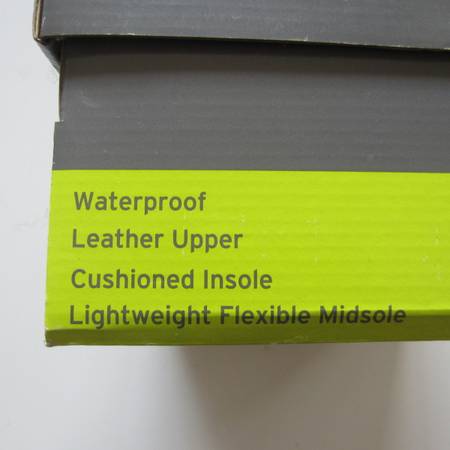 Waterproof
Leather Upper
Cushioned Insole
Lightweight Flexible Midsole